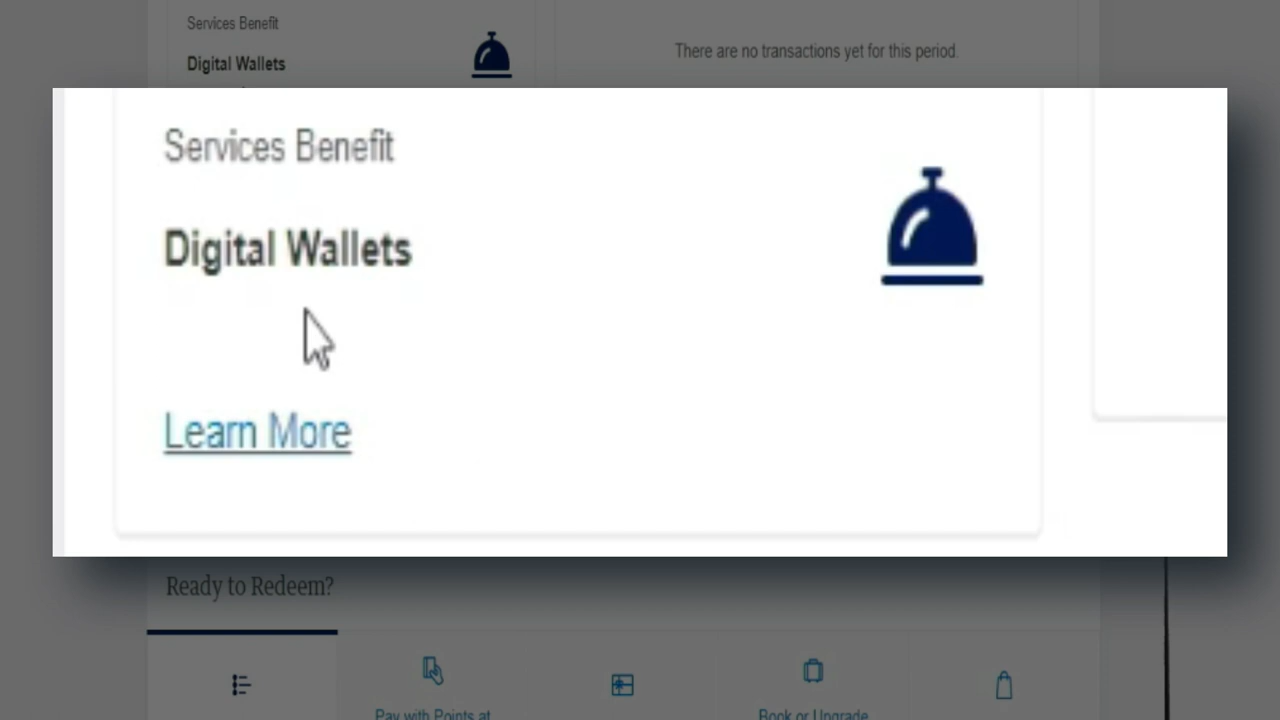 Services Benefit
Digital Wallets
There are no transactions yet for this period.
Services Benefit
Digital Wallets
Learn More
Ready to Redeem?
Pay with Points at
Book or Upgrade